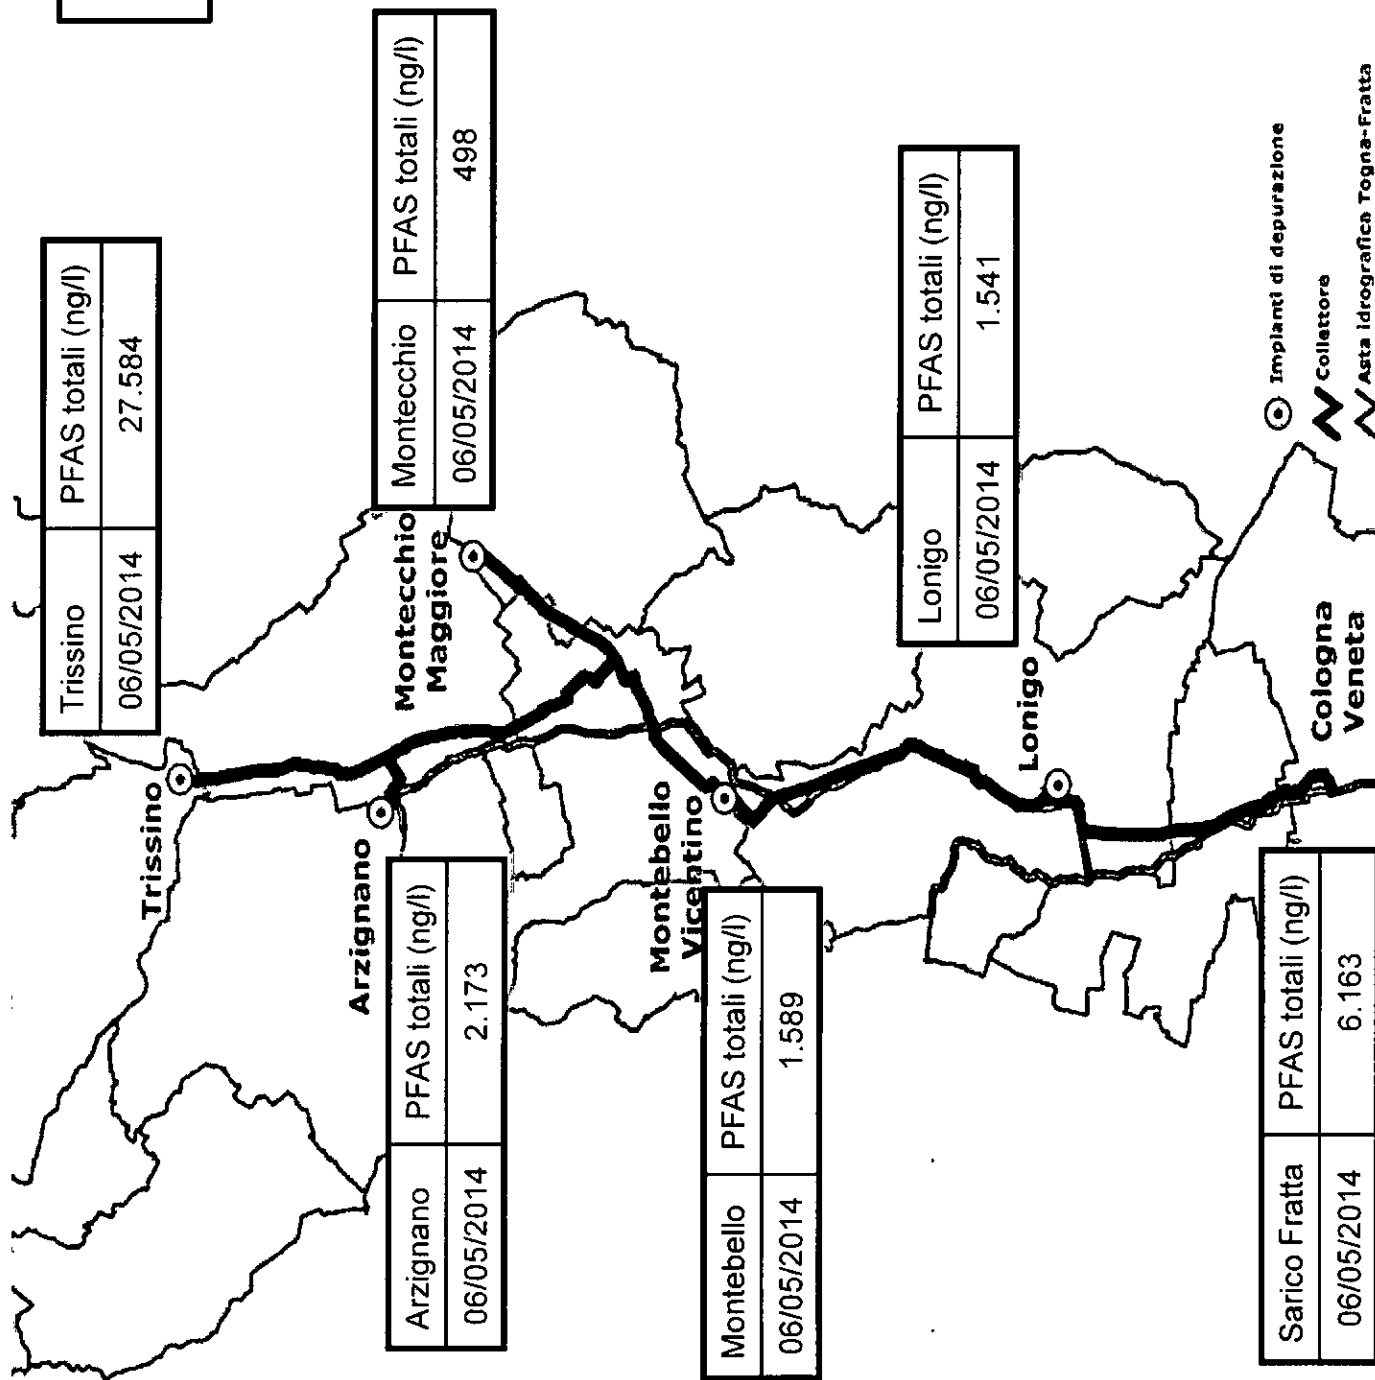 Trissino PFAS totali (ng/l)
06/05/2014 27.584
Montecchio PFAS totali (ng/l)
06/05/2014 498
Trissino
Montecchio
Maggiore
Arzignano
Arzignano PFAS totali (ng/l)
06/05/2014 2.173
Montebello
Vicentino
Montebello PFAS totali (ng/l)
06/05/2014 1.589
Lonigo PFAS totali (ng/l)
06/05/2014 1.541
Lonigo
Cologna
Veneta
Sarico Fratta PFAS totali (ng/l)
06/05/2014 6.163
Impianti di depurazione
Collettore
Asta idrografica Togna-Fratta